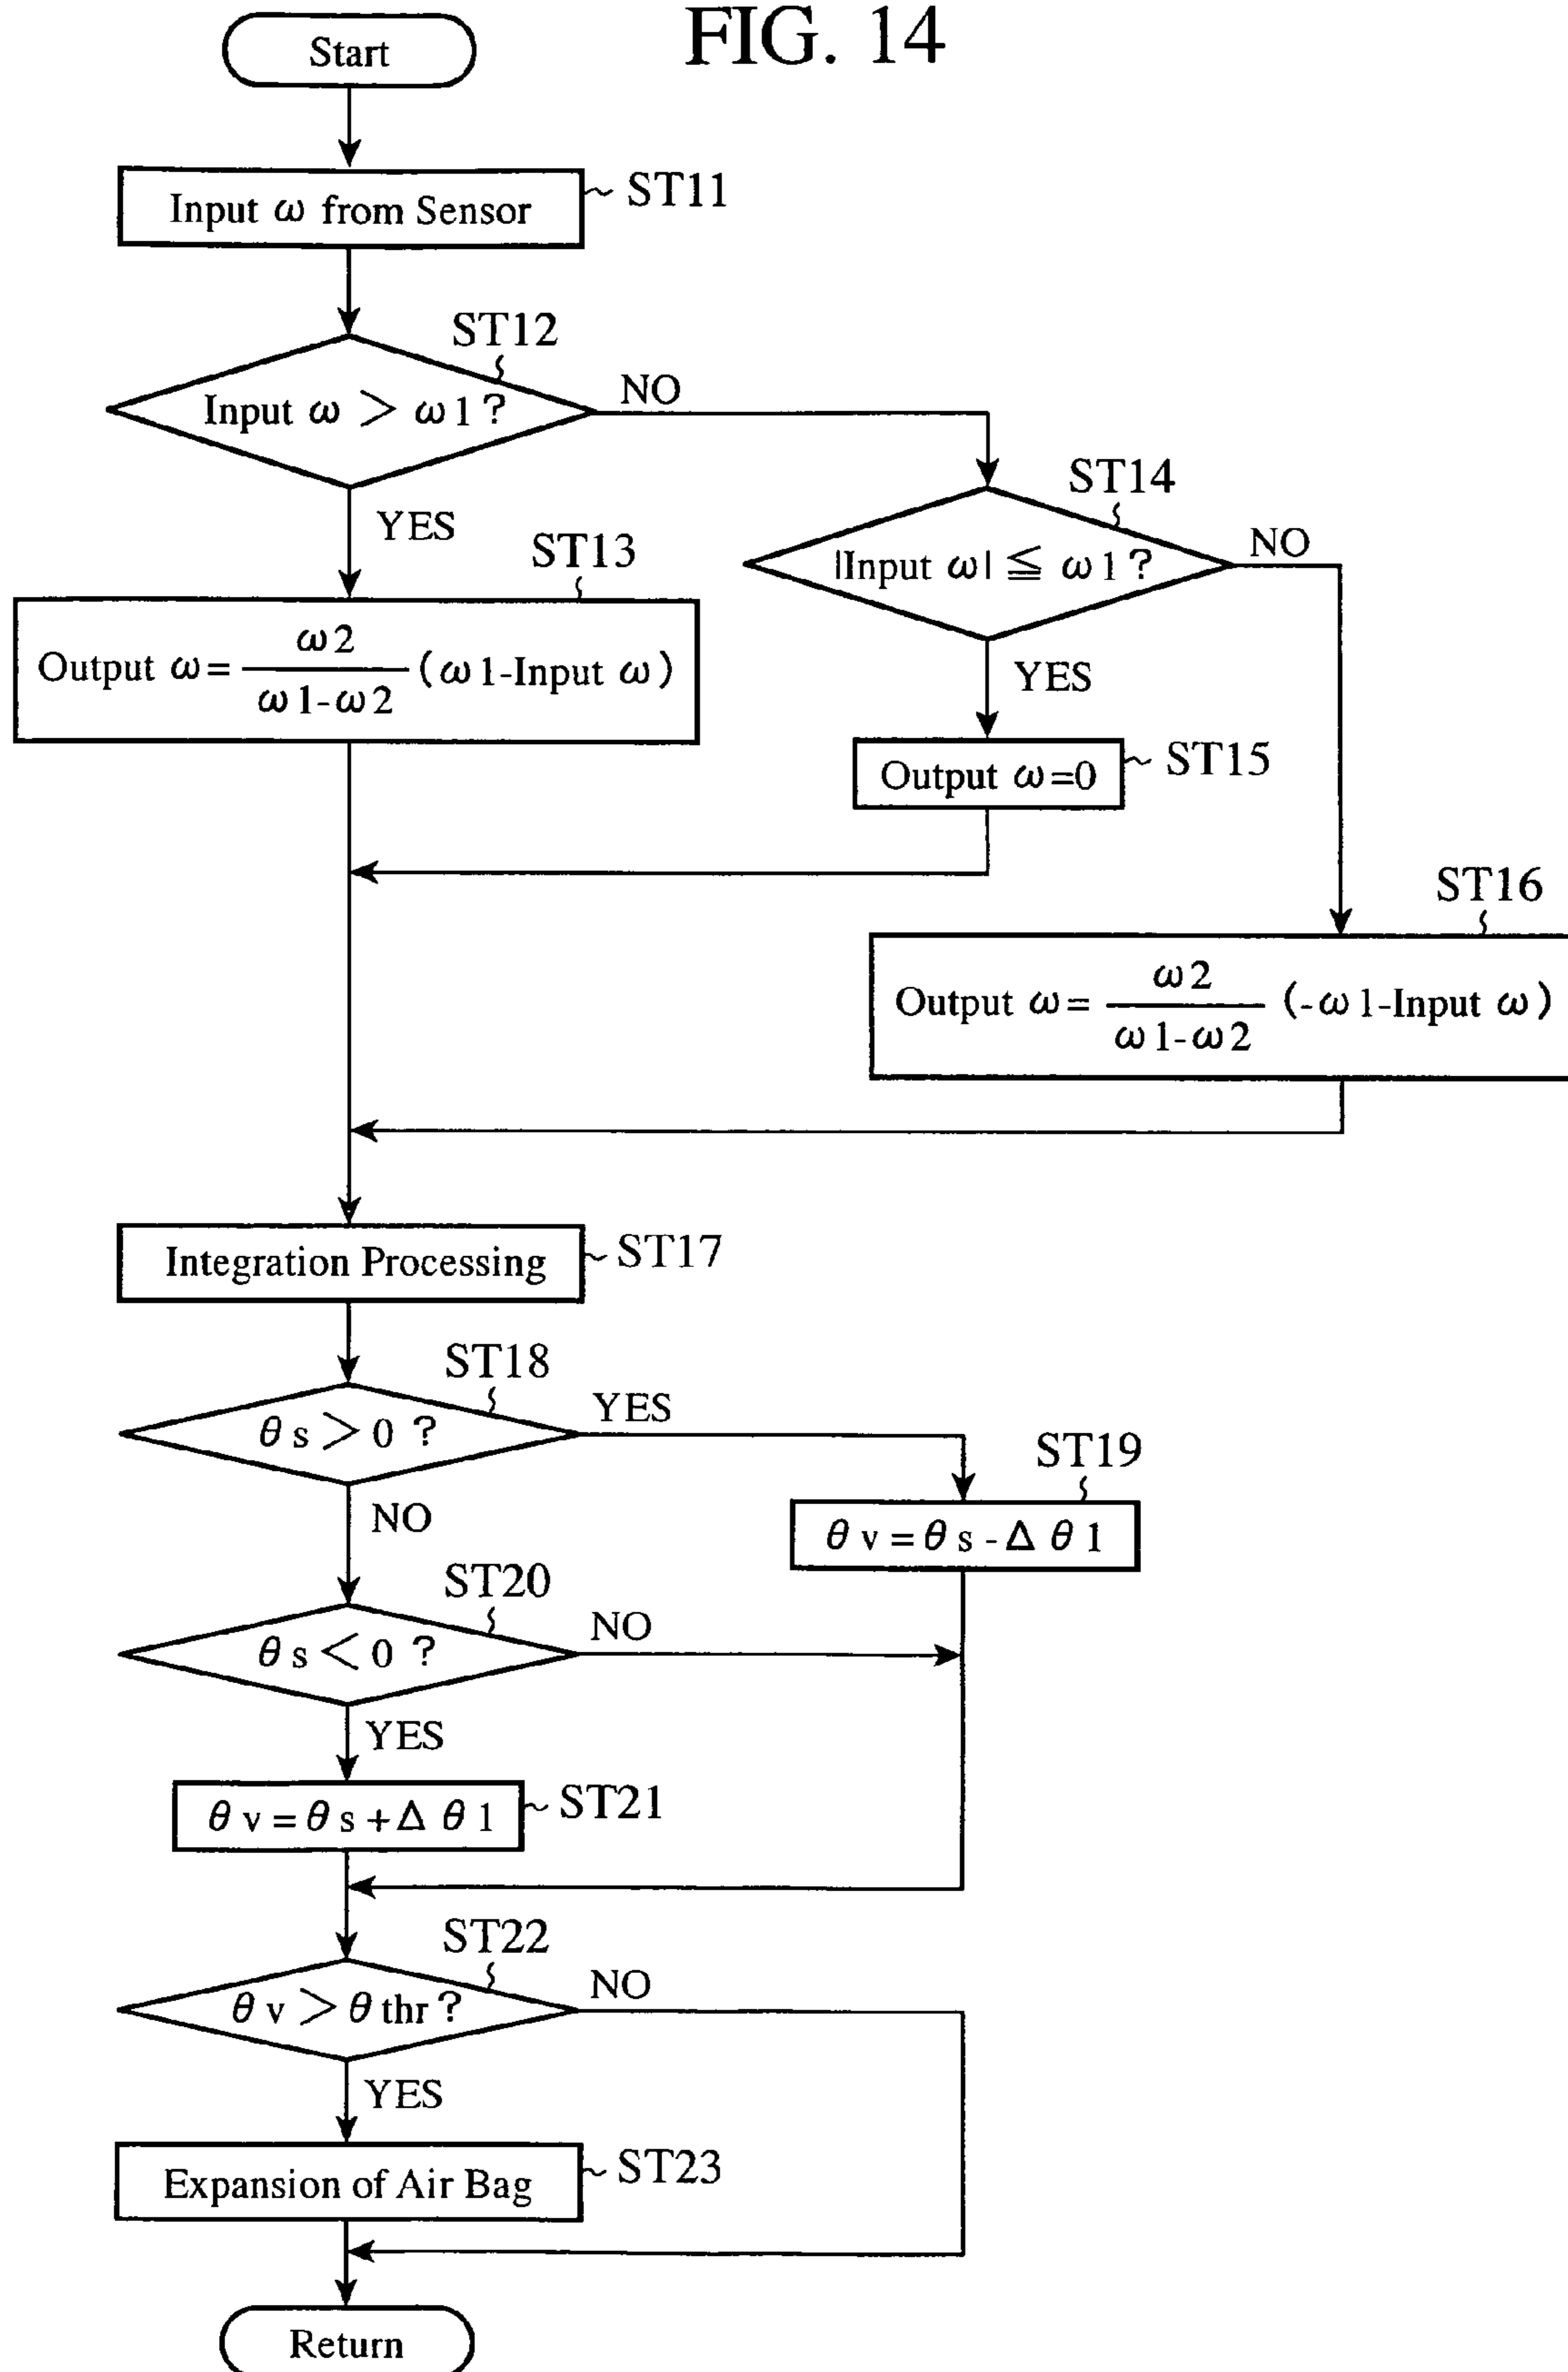 FIG. 14
Start
Input ω from Sensor
ST11
ST12
Input ω > ω1?
NO
YES
ST14
|Input ω| ≦ ω1?
NO
YES
ST13
Output ω = ω2 / ω1-ω2 (ω1-Input ω)
Output ω=0
ST15
ST16
Output ω = ω2 / ω1-ω2 (-ω1-Input ω)
Integration Processing
ST17
ST18
θs > 0 ?
YES
NO
ST19
θv = θs - Δθ1
ST20
θs < 0 ?
NO
YES
θv = θs + Δθ1
ST21
ST22
θv > θthr ?
NO
YES
Expansion of Air Bag
ST23
Return